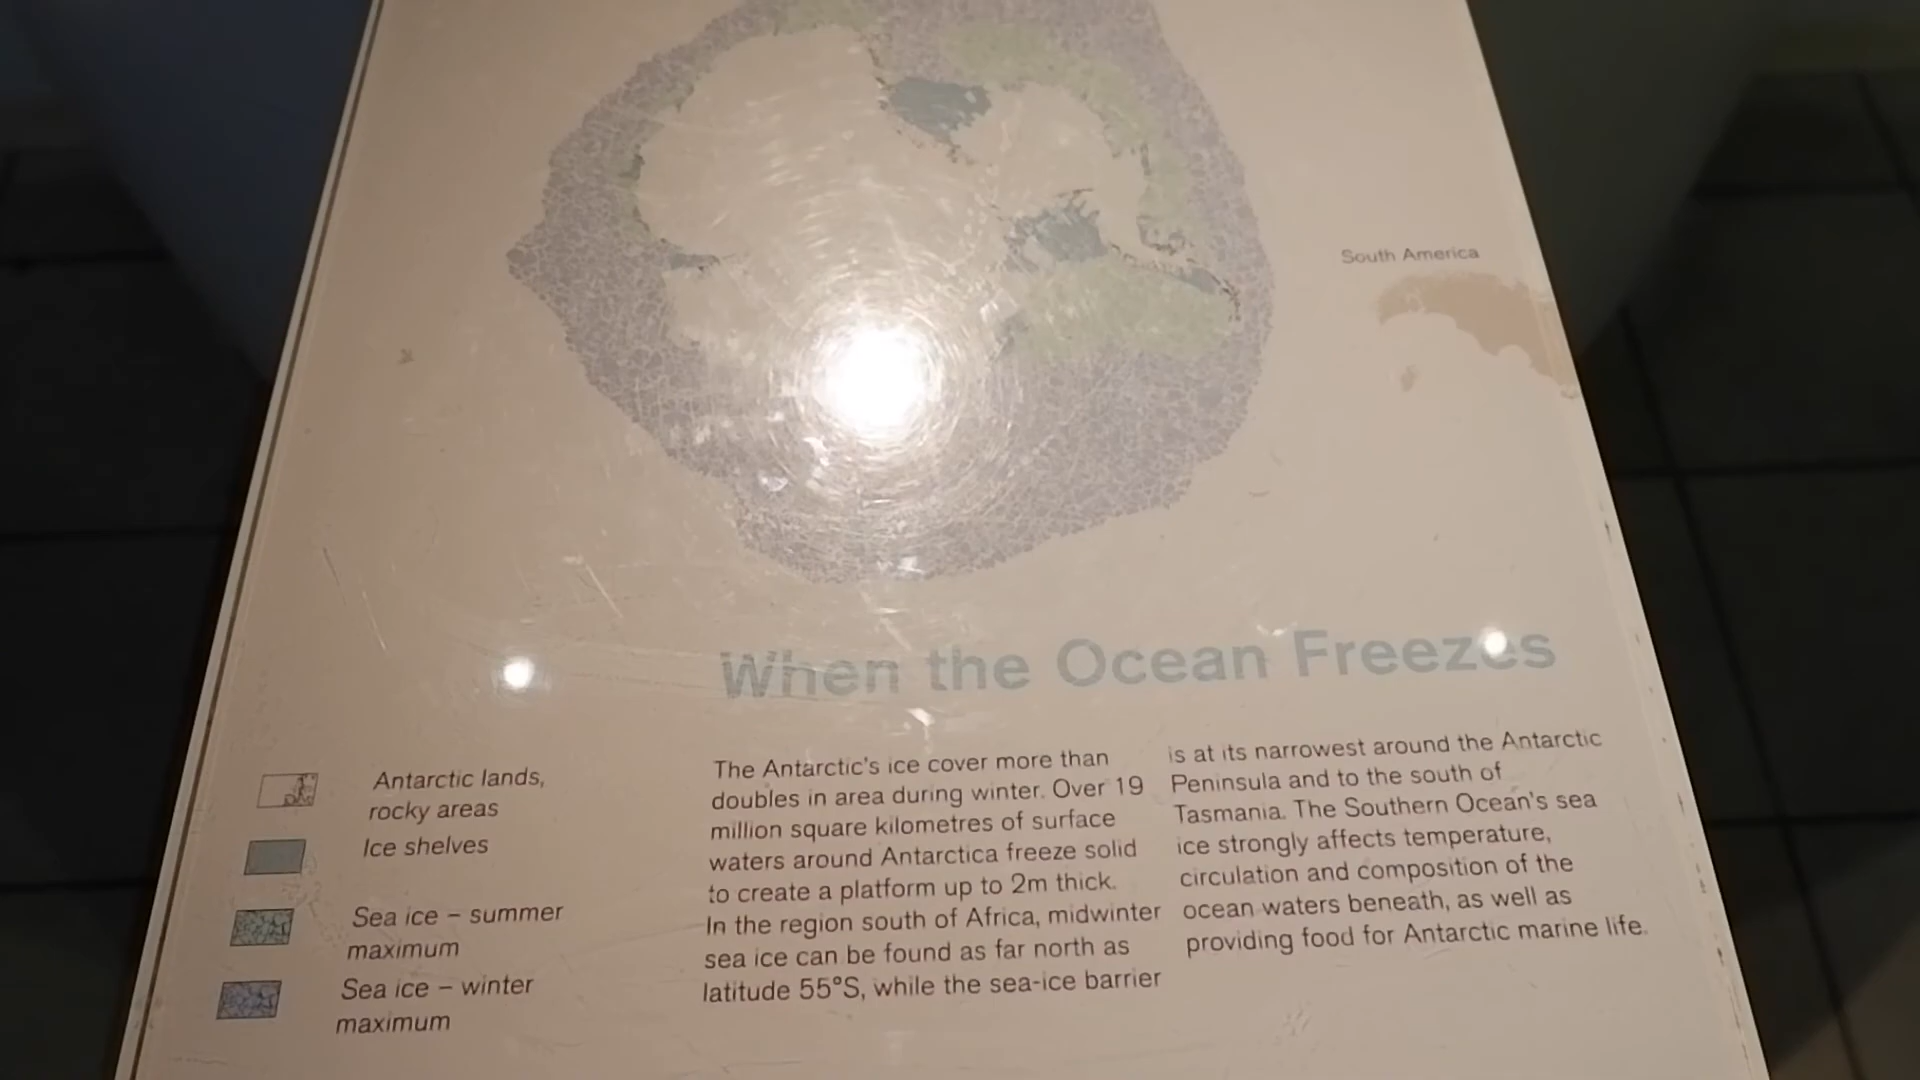 South America
When the Ocean Freezes
Antarctic lands,
rocky areas
Ice shelves
Sea ice – summer
maximum
Sea ice – winter
maximum
The Antarctic's ice cover more than
doubles in area during winter. Over 19
million square kilometres of surface
waters around Antarctica freeze solid
to create a platform up to 2m thick.
In the region south of Africa, midwinter
sea ice can be found as far north as
latitude 55°S, while the sea-ice barrier
is at its narrowest around the Antarctic
Peninsula and to the south of
Tasmania. The Southern Ocean's sea
ice strongly affects temperature,
circulation and composition of the
ocean waters beneath, as well as
providing food for Antarctic marine life.